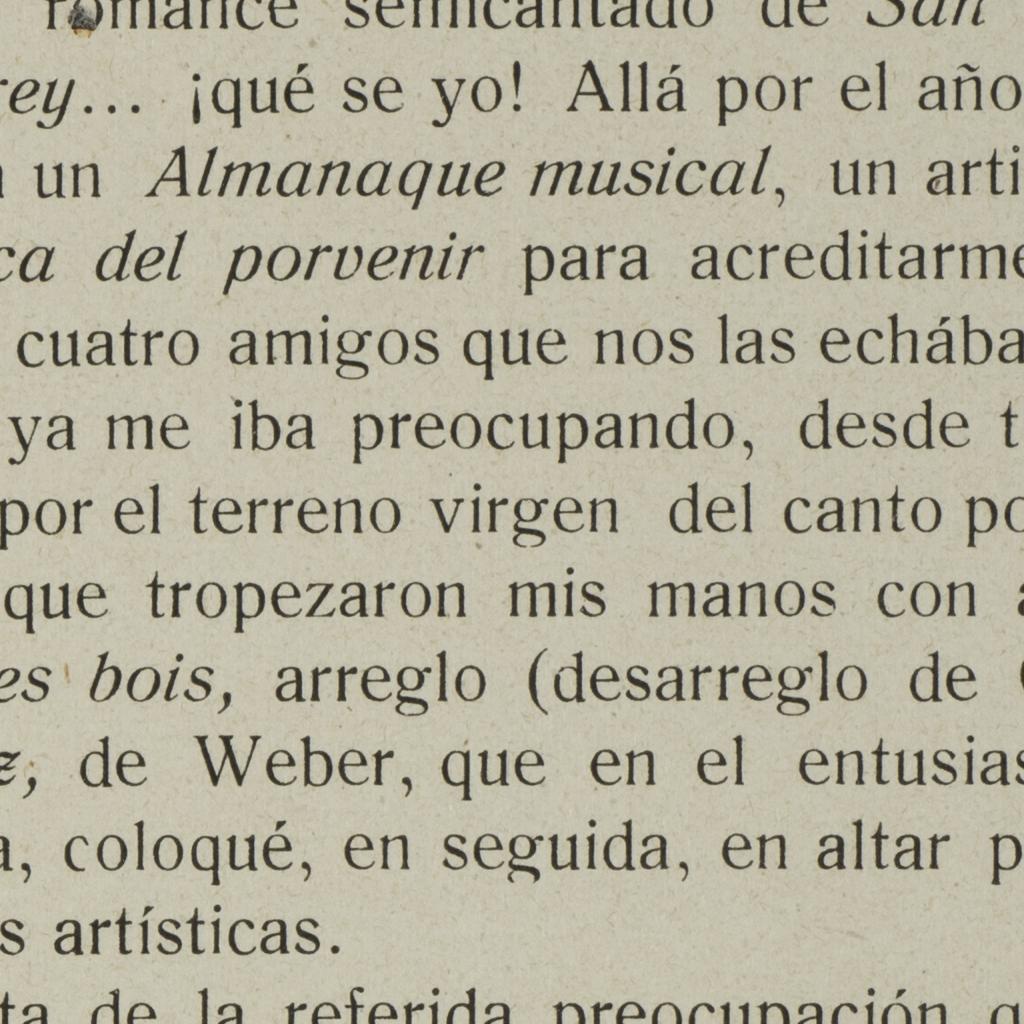 romance semicantado de San
rey... ¡qué se yo! Allá por el año
un Almanaque musical, un arti
ca del porvenir para acreditarme
cuatro amigos que nos las echába
ya me iba preocupando, desde t
por el terreno virgen del canto po
que tropezaron mis manos con a
es bois, arreglo (desarreglo de
z, de Weber, que en el entusias
a, coloqué, en seguida, en altar p
s artísticas.
ta de la referida preocupación q